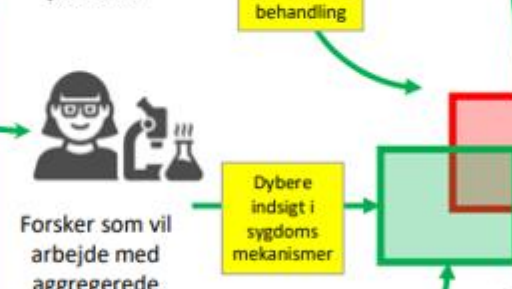 behandling
Dybere
indsigt i
sygdoms
mekanismer
Forsker som vil
arbejde med
aggregerede